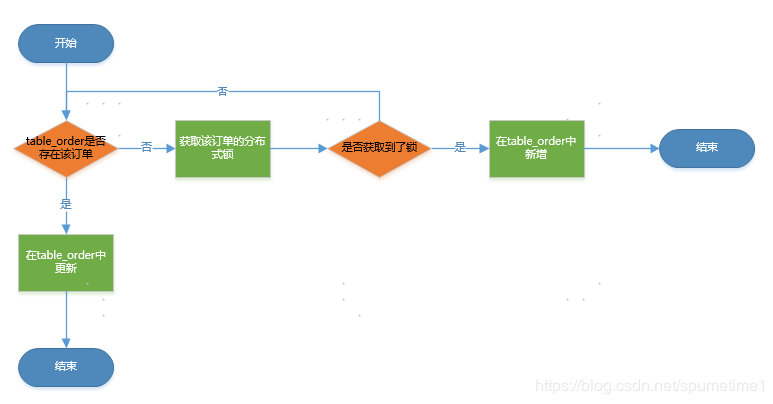 开始
否
table_order是否
存在该订单
否
获取该订单的分布
式锁
是否获取到了锁
是
在table_order中
新增
结束
是
在table_order中
更新
结束
https://blog.csdn.net/spumetime1